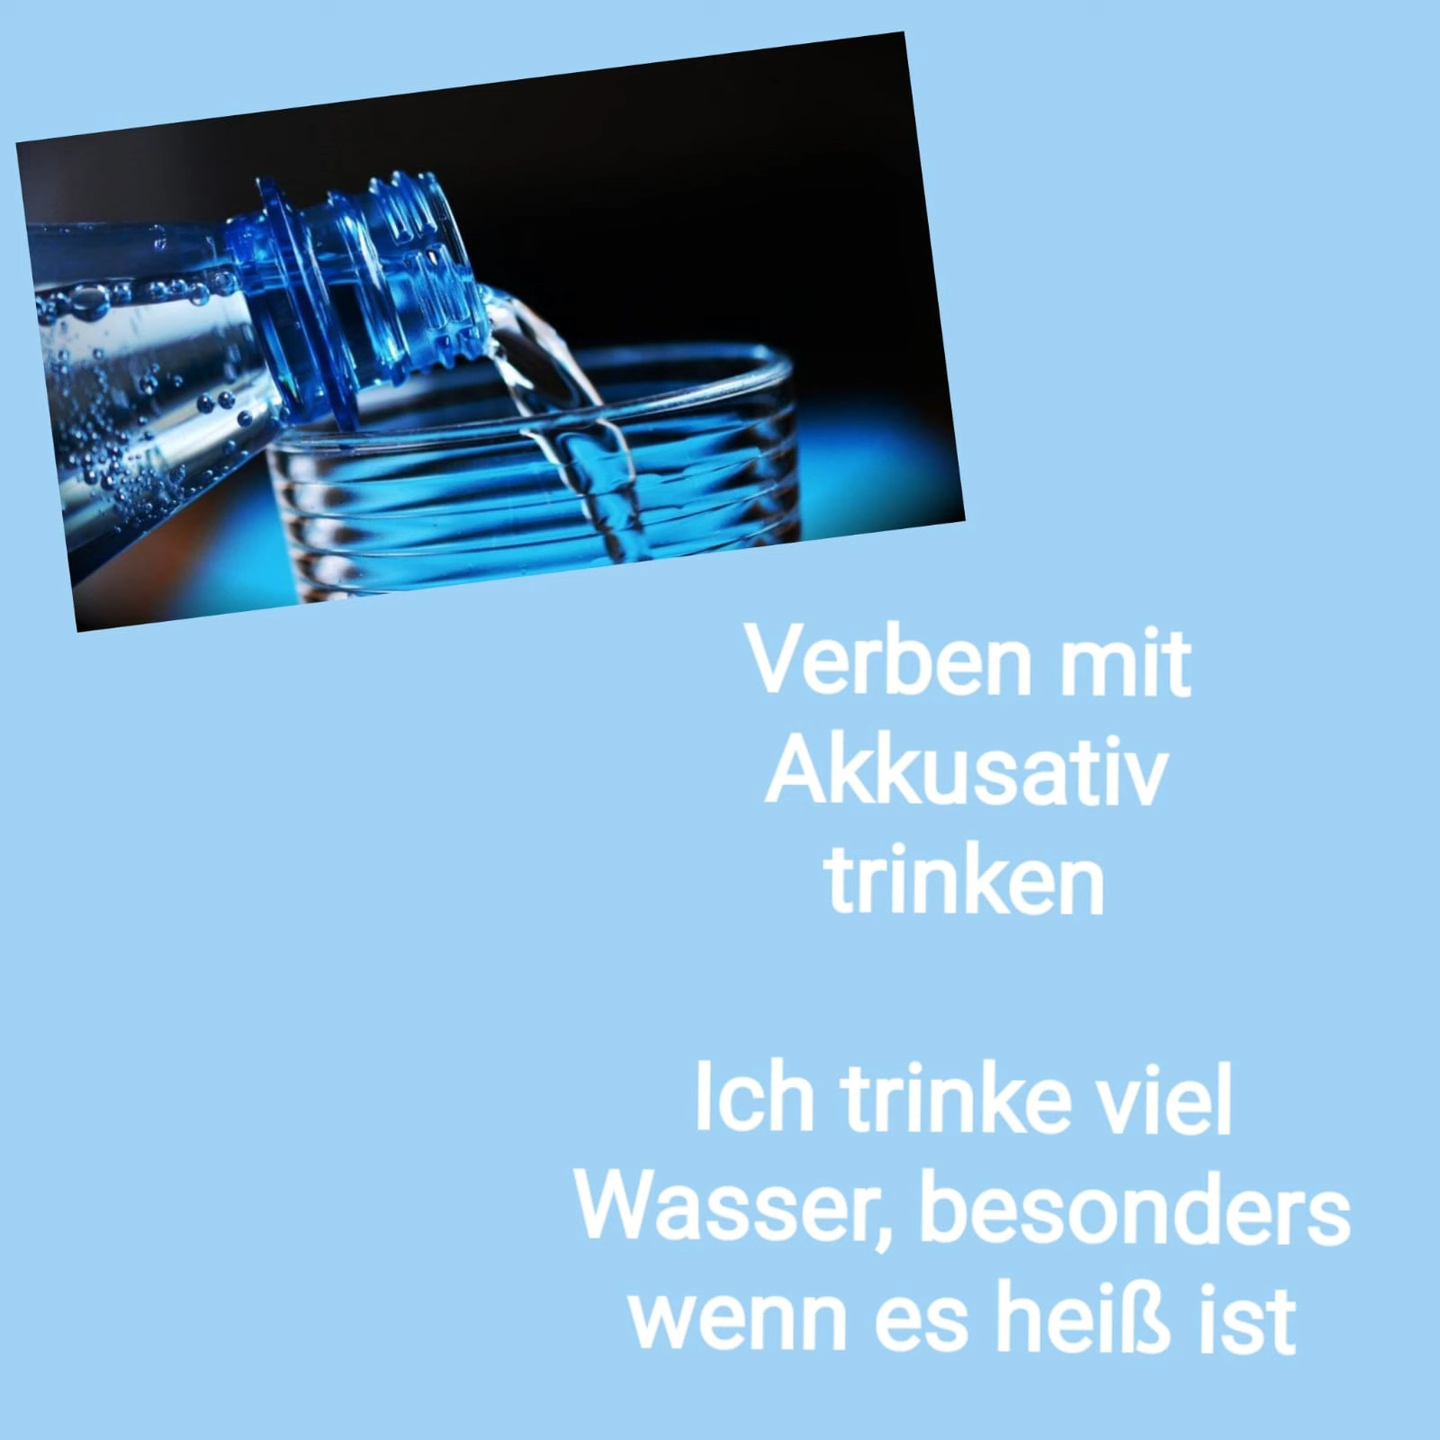 Verben mit
Akkusativ
trinken
Ich trinke viel
Wasser, besonders
wenn es heiß ist